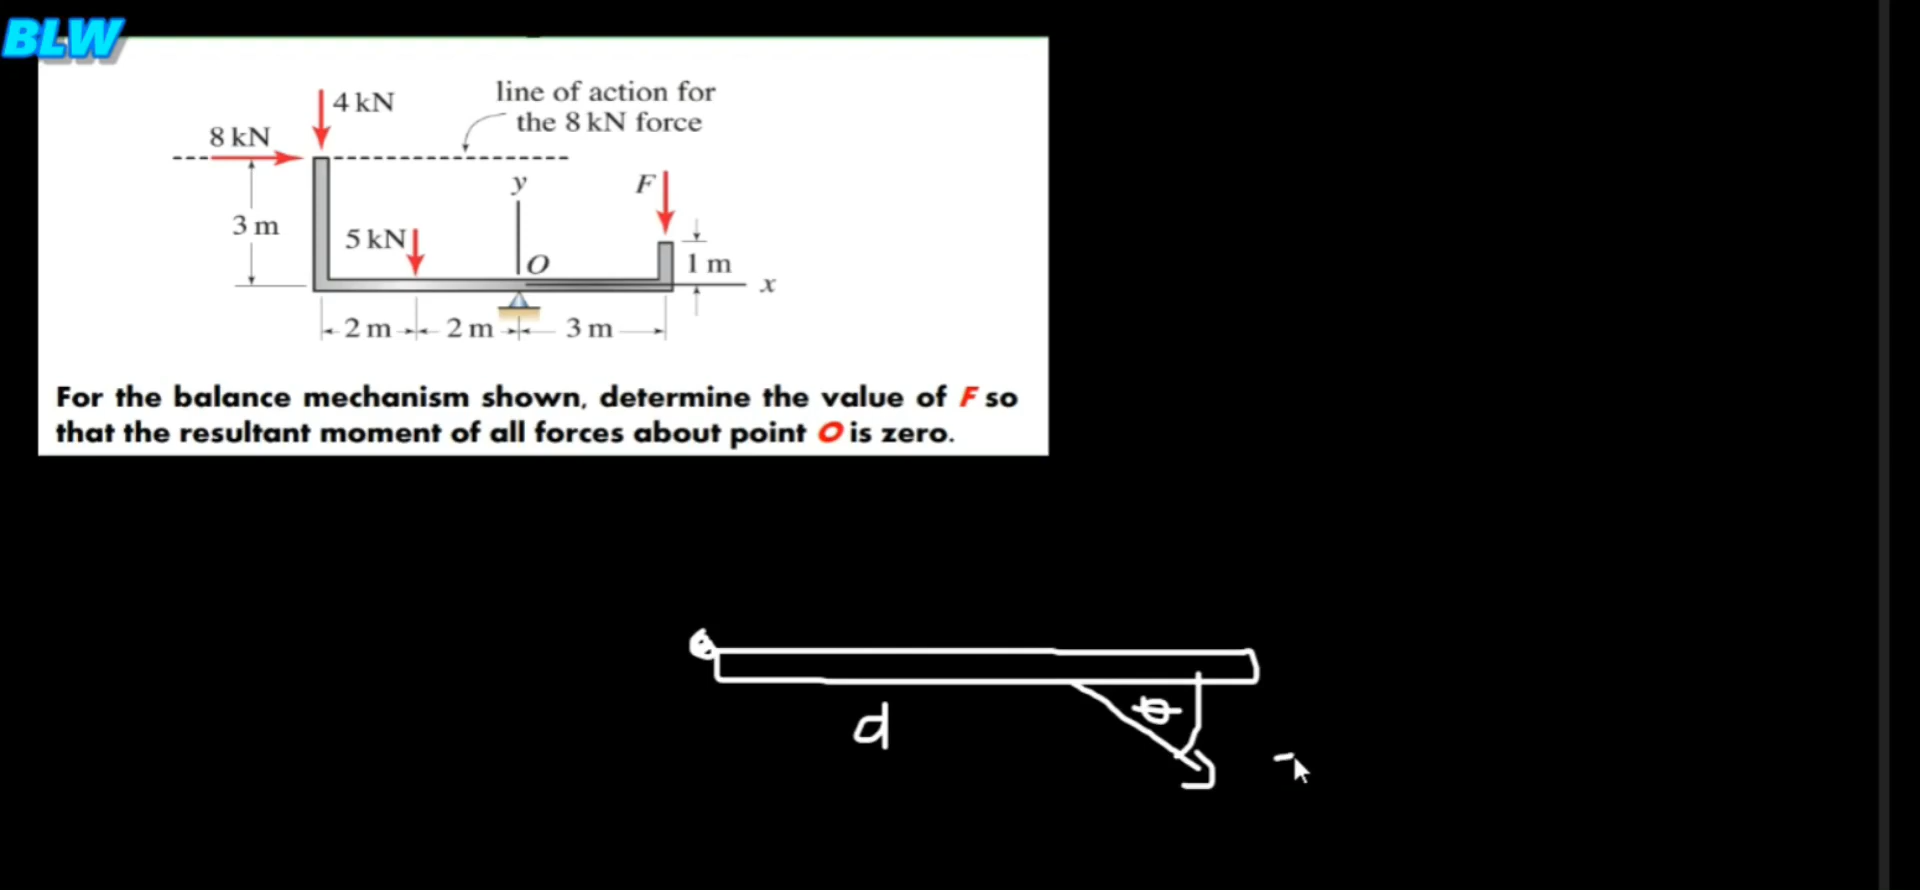 BLW
4 kN
line of action for
the 8 kN force
8 kN
y
F
3 m
5 kN
O
1 m
x
2 m
2 m
3 m
For the balance mechanism shown, determine the value of F so
that the resultant moment of all forces about point O is zero.
d